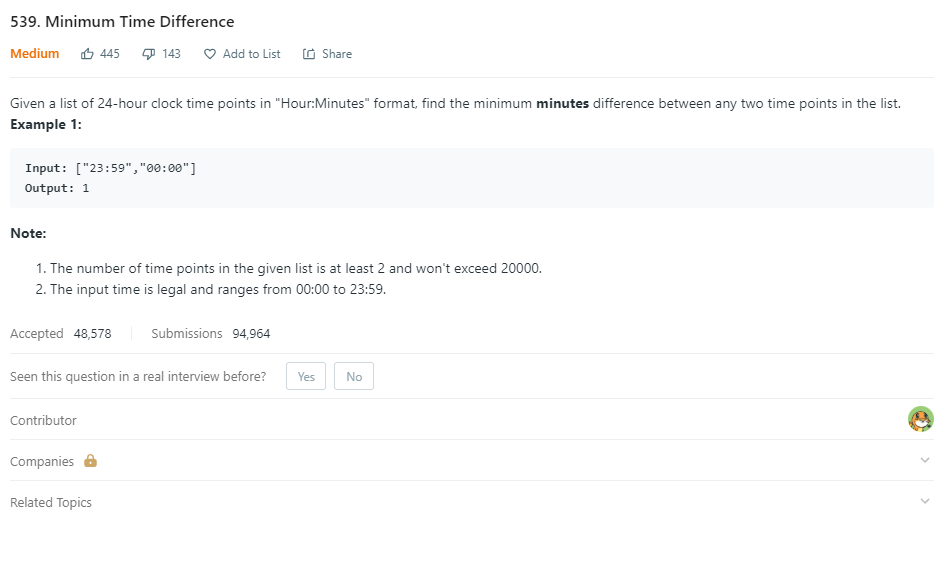 539. Minimum Time Difference
Medium 445 143 Add to List Share
Given a list of 24-hour clock time points in "Hour:Minutes" format, find the minimum minutes difference between any two time points in the list.
Example 1:
Input: ["23:59","00:00"]
Output: 1
Note:
1. The number of time points in the given list is at least 2 and won't exceed 20000.
2. The input time is legal and ranges from 00:00 to 23:59.
Accepted 48,578 Submissions 94,964
Seen this question in a real interview before? Yes No
Contributor
Companies
Related Topics